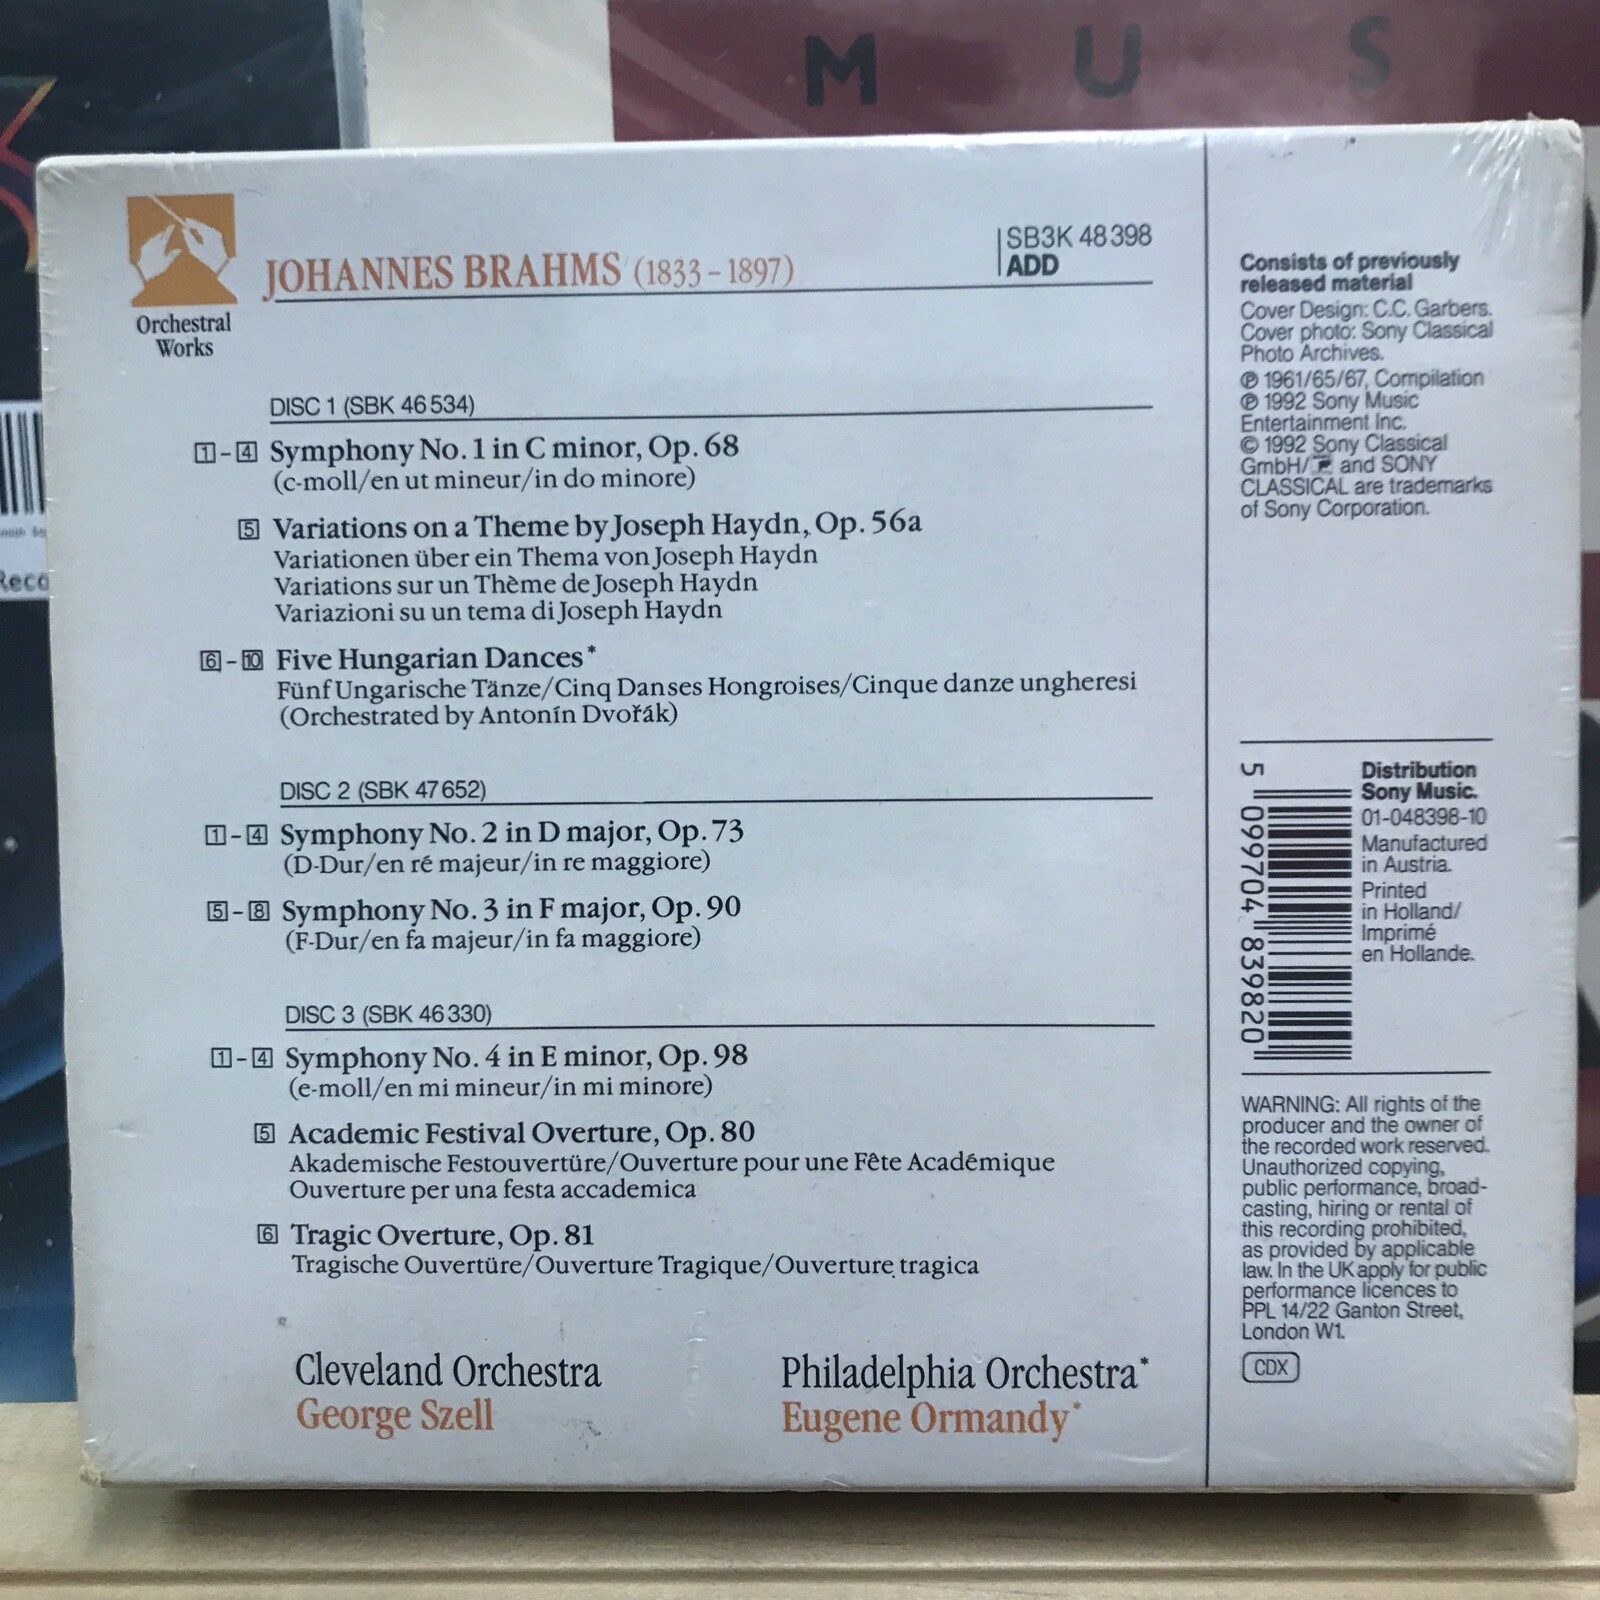 M U S
Reco
Orchestral
Works
JOHANNES BRAHMS (1833 – 1897)
SB3K 48398
ADD
DISC 1 (SBK 46534)
1 - 4 Symphony No. 1 in C minor, Op. 68
(c-moll/en ut mineur/in do minore)
5 Variations on a Theme by Joseph Haydn, Op. 56a
Variationen über ein Thema von Joseph Haydn
Variations sur un Thème de Joseph Haydn
Variazioni su un tema di Joseph Haydn
6 - 10 Five Hungarian Dances*
Fünf Ungarische Tänze/Cinq Danses Hongroises/Cinque danze ungheresi
(Orchestrated by Antonín Dvořák)
DISC 2 (SBK 47652)
1 - 4 Symphony No. 2 in D major, Op. 73
(D-Dur/en ré majeur/in re maggiore)
5 - 8 Symphony No. 3 in F major, Op. 90
(F-Dur/en fa majeur/in fa maggiore)
DISC 3 (SBK 46330)
1 - 4 Symphony No. 4 in E minor, Op. 98
(e-moll/en mi mineur/in mi minore)
5 Academic Festival Overture, Op. 80
Akademische Festouvertüre/Ouverture pour une Fête Académique
Ouverture per una festa accademica
6 Tragic Overture, Op. 81
Tragische Ouvertüre/Ouverture Tragique/Ouverture tragica
Cleveland Orchestra
George Szell
Philadelphia Orchestra*
Eugene Ormandy*
Consists of previously
released material
Cover Design: C.C. Garbers.
Cover photo: Sony Classical
Photo Archives.
℗ 1961/65/67, Compilation
℗ 1992 Sony Music
Entertainment Inc.
© 1992 Sony Classical
GmbH/ and SONY
CLASSICAL are trademarks
of Sony Corporation.
5 099704 839820
Distribution
Sony Music.
01-048398-10
Manufactured
in Austria.
Printed
in Holland/
Imprimé
en Hollande.
WARNING: All rights of the
producer and the owner of
the recorded work reserved.
Unauthorized copying,
public performance, broad-
casting, hiring or rental of
this recording prohibited,
as provided by applicable
law. In the UK apply for public
performance licences to
PPL 14/22 Ganton Street,
London W1.
CDX